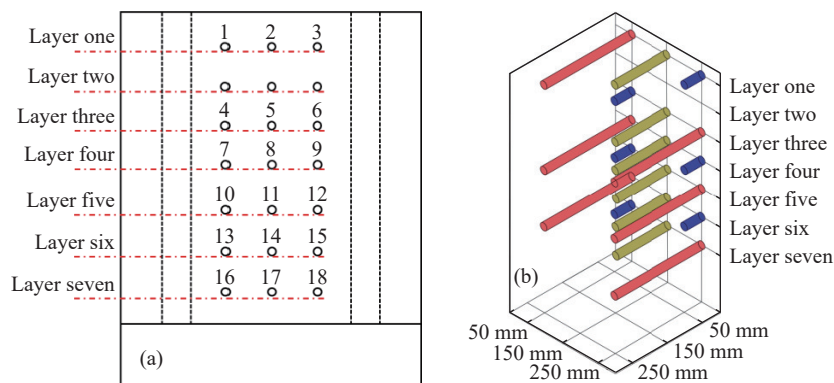 Layer one
1 2 3
Layer two
Layer three
4 5 6
Layer four
7 8 9
Layer five
10 11 12
Layer six
13 14 15
Layer seven
16 17 18
(a)
Layer one
Layer two
Layer three
Layer four
Layer five
Layer six
Layer seven
(b)
50 mm
150 mm
250 mm
50 mm
150 mm
250 mm